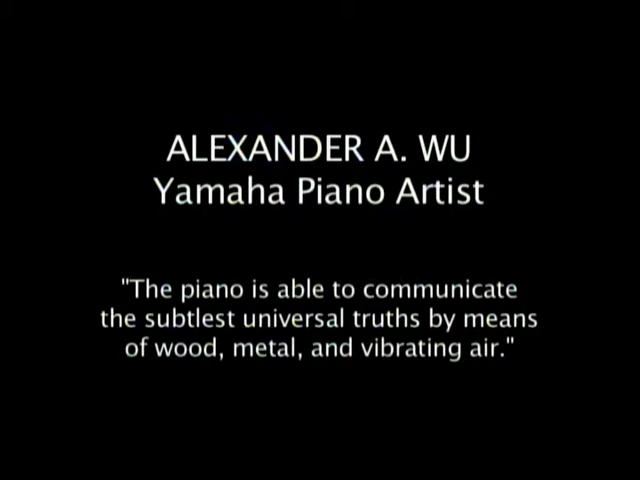 ALEXANDER A. WU
Yamaha Piano Artist
"The piano is able to communicate
the subtlest universal truths by means
of wood, metal, and vibrating air."